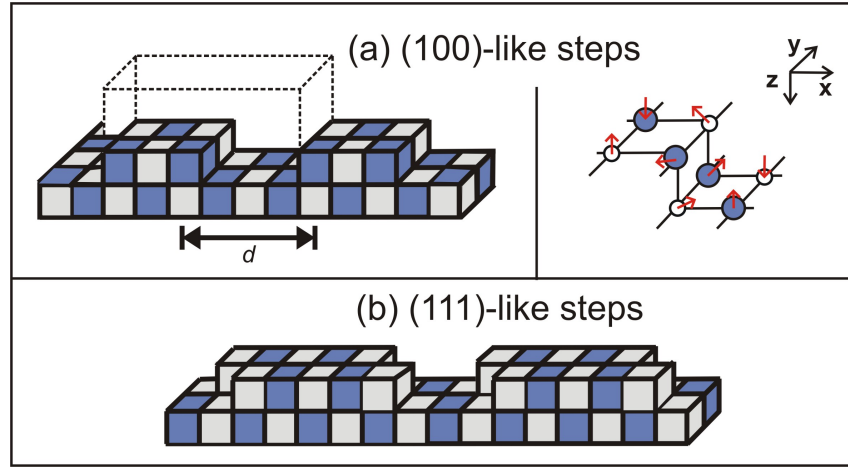 (a) (100)-like steps
y
z
x
d
(b) (111)-like steps